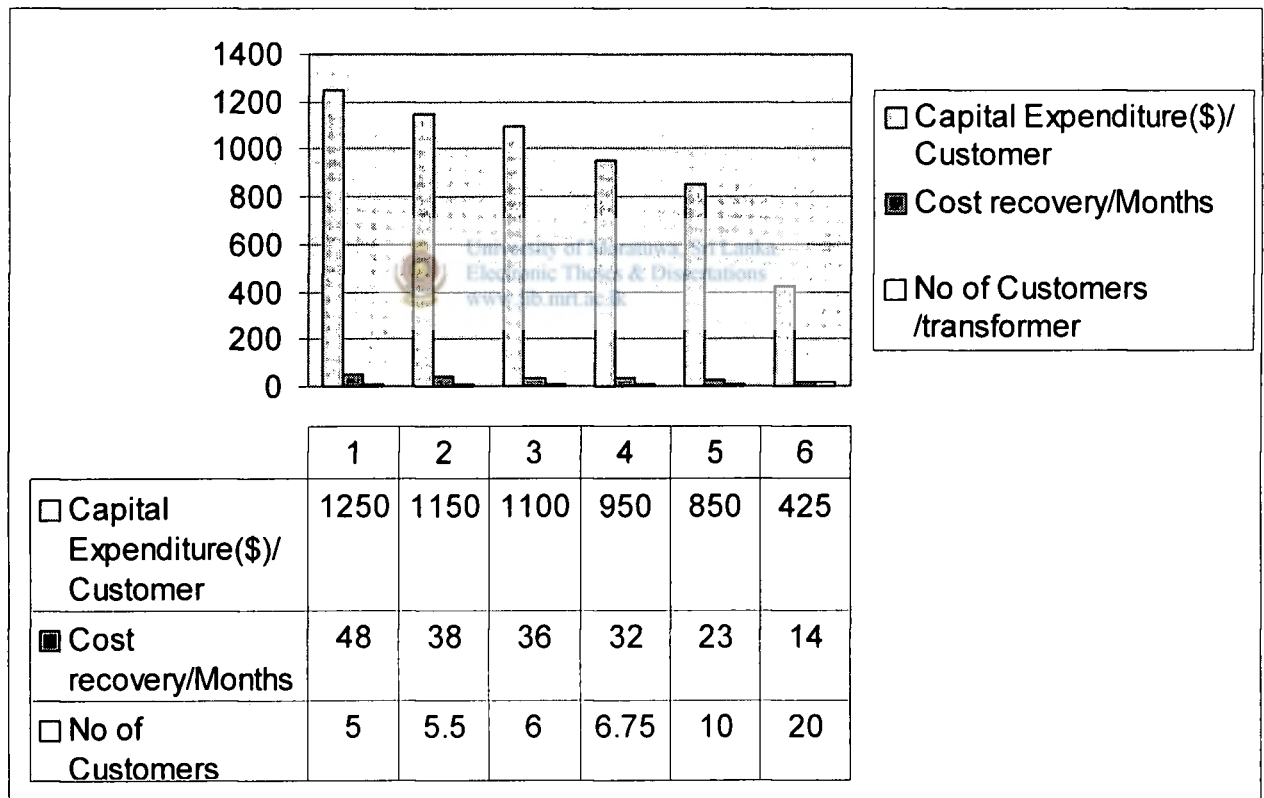 1400
1200
1000
800
600
400
200
0
Capital Expenditure($)/
Customer
Cost recovery/Months
No of Customers
/transformer
University of Moratuwa, Sri Lanka.
Electronic Theses & Dissertations
www.lib.mrt.ac.lk
1 2 3 4 5 6
Capital 1250 1150 1100 950 850 425
Expenditure($)/
Customer
Cost 48 38 36 32 23 14
recovery/Months
No of 5 5.5 6 6.75 10 20
Customers